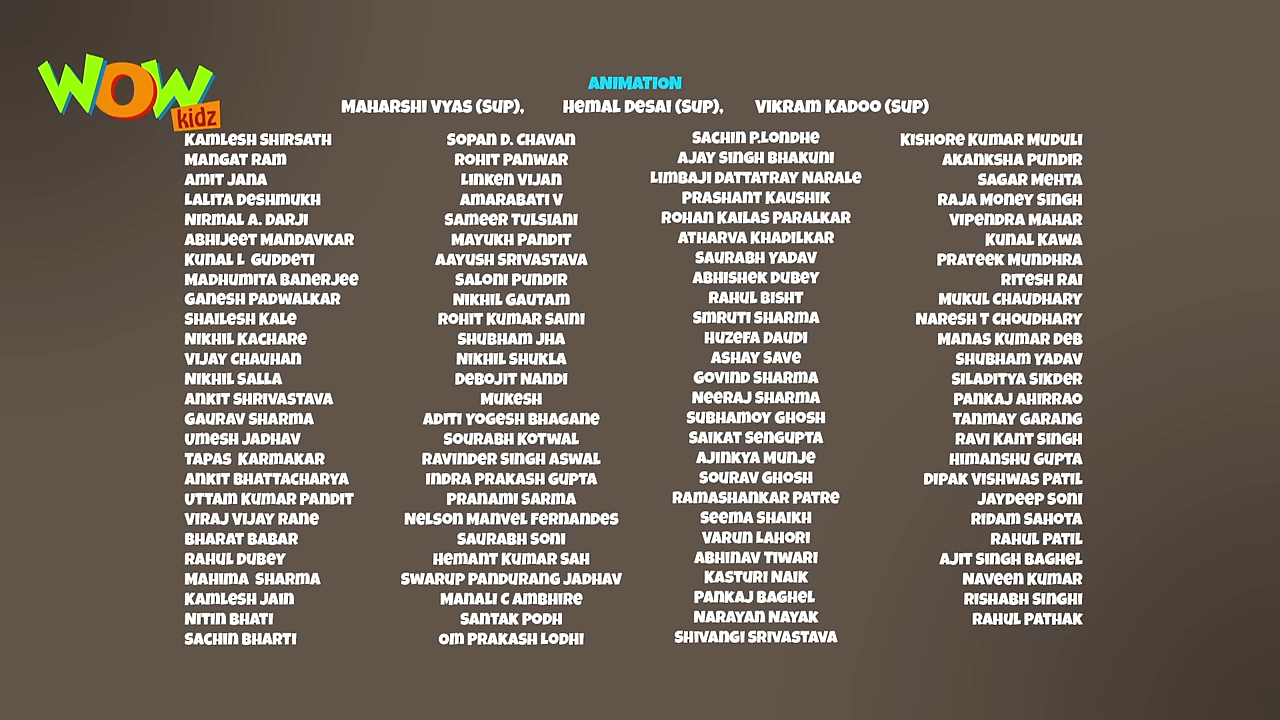 WOW
kidz
ANIMATION
MAHARSHI VYAS (SUP), HEMAL DESAI (SUP), VIKRAM KADOO (SUP)
KAMLESH SHIRSATH SOPAN D. CHAVAN SACHIN P.LONDHE KISHORE KUMAR MUDULI
MANGAT RAM ROHIT PANWAR AJAY SINGH BHAKUNI AKANKSHA PUNDIR
AMIT JANA LINKEN VIJAN LIMBAJI DATTATRAY NARALE SAGAR MEHTA
LALITA DESHMUKH AMARABATI V PRASHANT KAUSHIK RAJA MONEY SINGH
NIRMAL A. DARJI SAMEER TULSIANI ROHAN KAILAS PARALKAR VIPENDRA MAHAR
ABHIJEET MANDAVKAR MAYUKH PANDIT ATHARVA KHADILKAR KUNAL KAWA
KUNAL L GUDDETI AAYUSH SRIVASTAVA SAURABH YADAV PRATEEK MUNDHRA
MADHUMITA BANERJEE SALONI PUNDIR ABHISHEK DUBEY RITESH RAI
GANESH PADWALKAR NIKHIL GAUTAM RAHUL BISHT MUKUL CHAUDHARY
SHAILESH KALE ROHIT KUMAR SAINI SMRUTI SHARMA NARESH T CHOUDHARY
NIKHIL KACHARE SHUBHAM JHA HUZEFA DAUDI MANAS KUMAR DEB
VIJAY CHAUHAN NIKHIL SHUKLA ASHAY SAVE SHUBHAM YADAV
NIKHIL SALLA DEBOJIT NANDI GOVIND SHARMA SILADITYA SIKDER
ANKIT SHRIVASTAVA MUKESH NEERAJ SHARMA PANKAJ AHIRRAO
GAURAV SHARMA ADITI YOGESH BHAGANE SUBHAMOY GHOSH TANMAY GARANG
UMESH JADHAV SOURABH KOTWAL SAIKAT SENGUPTA RAVI KANT SINGH
TAPAS KARMAKAR RAVINDER SINGH ASWAL AJINKYA MUNJE HIMANSHU GUPTA
ANKIT BHATTACHARYA INDRA PRAKASH GUPTA SOURAV GHOSH DIPAK VISHWAS PATIL
UTTAM KUMAR PANDIT PRANAMI SARMA RAMASHANKAR PATRE JAYDEEP SONI
VIRAJ VIJAY RANE NELSON MANVEL FERNANDES SEEMA SHAIKH RIDAM SAHOTA
BHARAT BABAR SAURABH SONI VARUN LAHORI RAHUL PATIL
RAHUL DUBEY HEMANT KUMAR SAH ABHINAV TIWARI AJIT SINGH BAGHEL
MAHIMA SHARMA SWARUP PANDURANG JADHAV KASTURI NAIK NAVEEN KUMAR
KAMLESH JAIN MANALI C AMBHIRE PANKAJ BAGHEL RISHABH SINGHI
NITIN BHATI SANTAK PODH NARAYAN NAYAK RAHUL PATHAK
SACHIN BHARTI OM PRAKASH LODHI SHIVANGI SRIVASTAVA